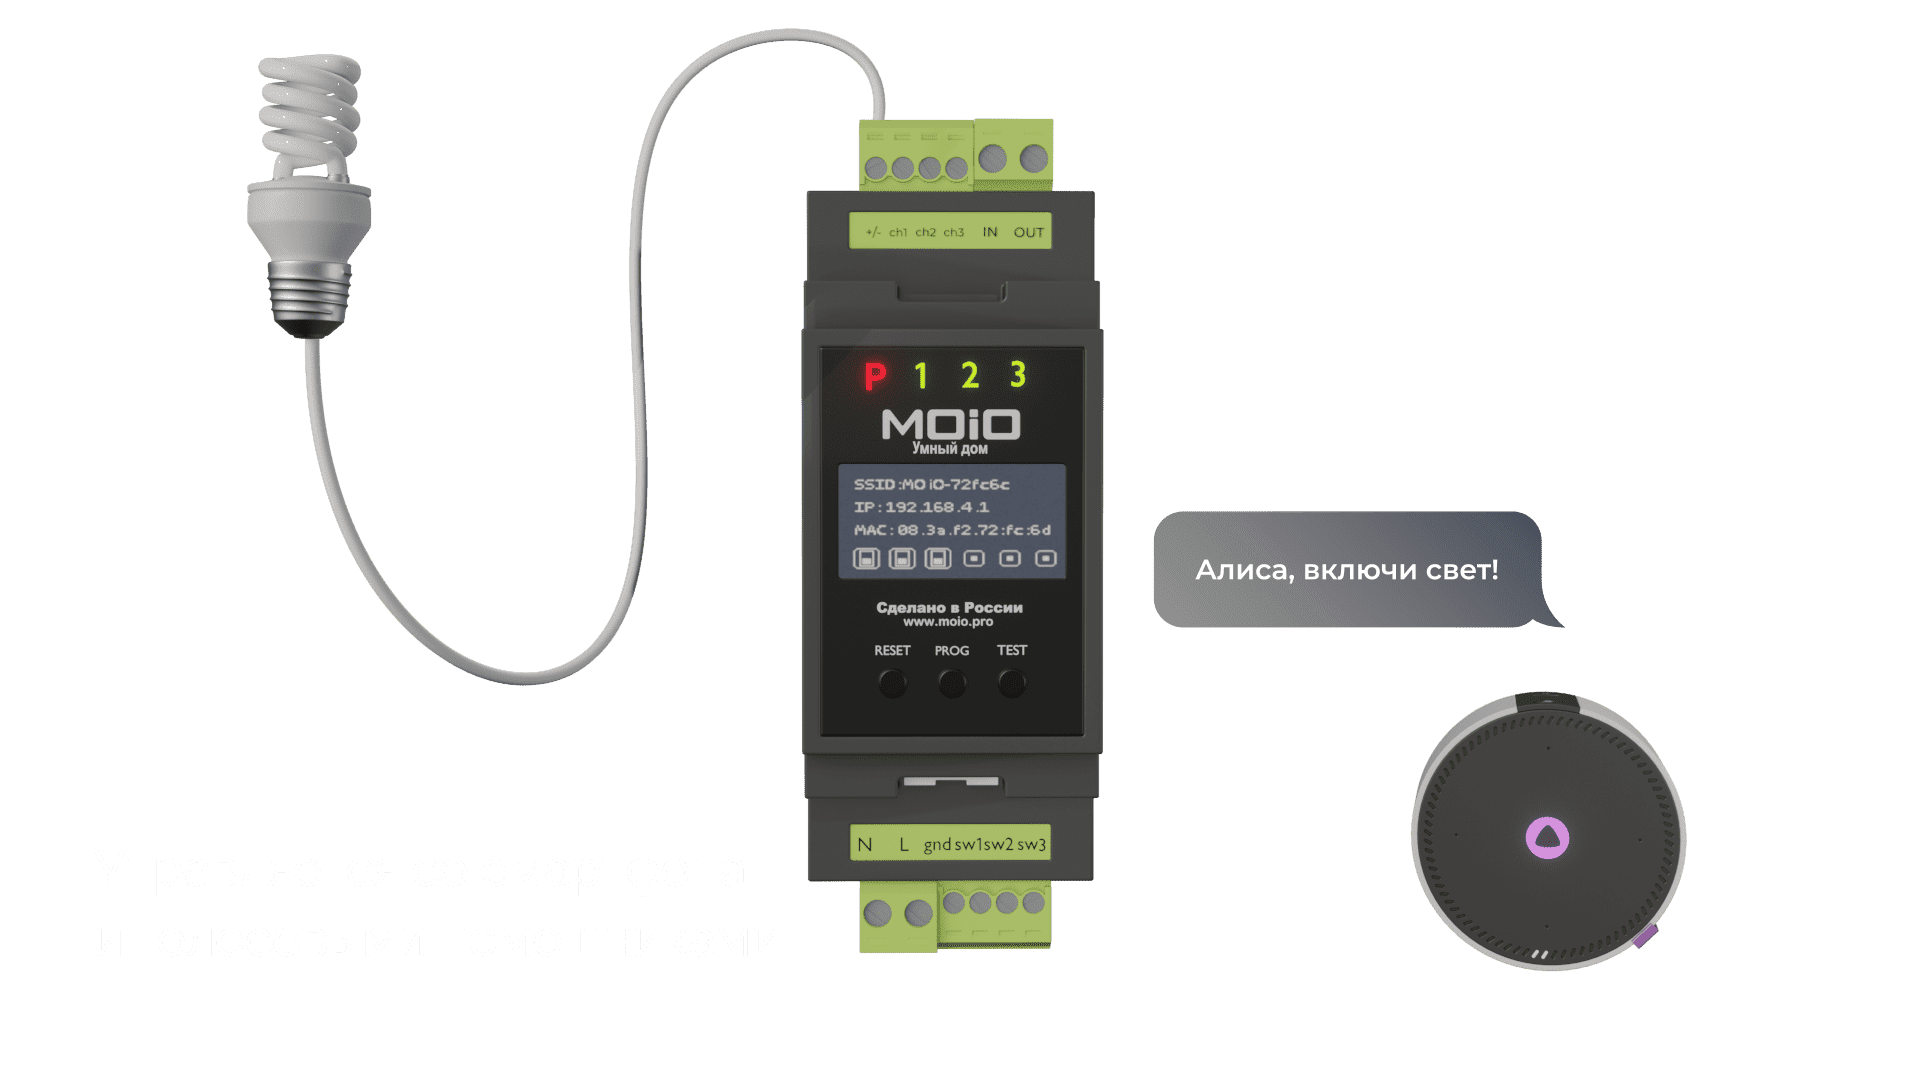 +/- ch1 ch2 ch3 IN OUT
P 1 2 3
MOiO
Умный дом
SSID:MOiO-72fc6c
IP:192.168.4.1
MAC:08.3a.f2.72:fc:6d
Сделано в России
www.moio.pro
RESET PROG TEST
N L gnd sw1 sw2 sw3
Алиса, включи свет!